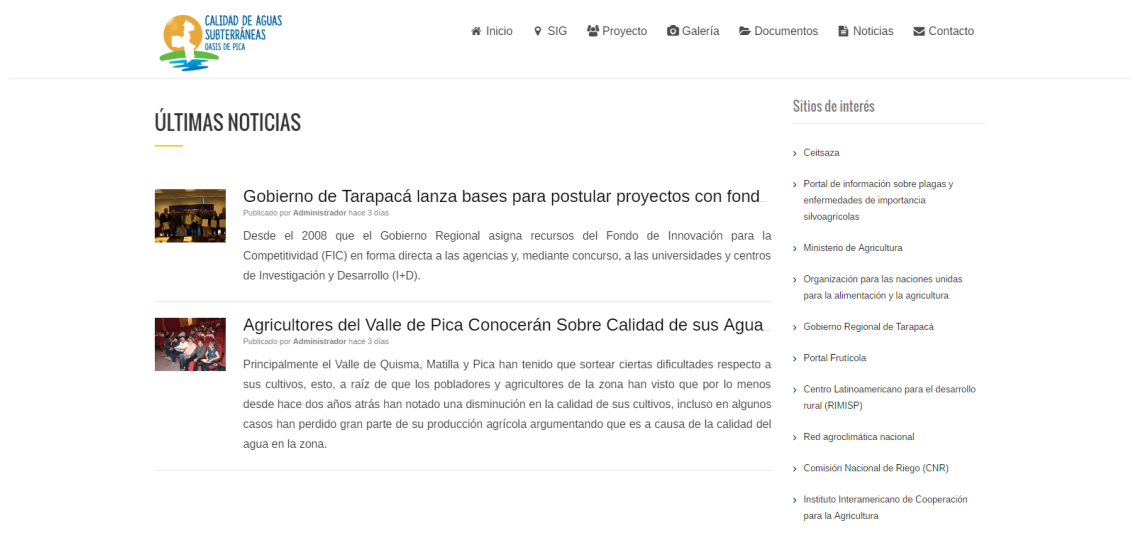 CALIDAD DE AGUAS
SUBTERRÁNEAS
OASIS DE PICA
Inicio
SIG
Proyecto
Galería
Documentos
Noticias
Contacto
ÚLTIMAS NOTICIAS
Gobierno de Tarapacá lanza bases para postular proyectos con fond...
Publicado por Administrador hace 3 días
Desde el 2008 que el Gobierno Regional asigna recursos del Fondo de Innovación para la
Competitividad (FIC) en forma directa a las agencias y, mediante concurso, a las universidades y centros
de Investigación y Desarrollo (I+D).
Agricultores del Valle de Pica Conocerán Sobre Calidad de sus Agua...
Publicado por Administrador hace 3 días
Principalmente el Valle de Quisma, Matilla y Pica han tenido que sortear ciertas dificultades respecto a
sus cultivos, esto, a raíz de que los pobladores y agricultores de la zona han visto que por lo menos
desde hace dos años atrás han notado una disminución en la calidad de sus cultivos, incluso en algunos
casos han perdido gran parte de su producción agrícola argumentando que es a causa de la calidad del
agua en la zona.
Sitios de interés
Ceitsaza
Portal de información sobre plagas y
enfermedades de importancia
silvoagrícolas
Ministerio de Agricultura
Organización para las naciones unidas
para la alimentación y la agricultura
Gobierno Regional de Tarapacá
Portal Frutícola
Centro Latinoamericano para el desarrollo
rural (RIMISP)
Red agroclimática nacional
Comisión Nacional de Riego (CNR)
Instituto Interamericano de Cooperación
para la Agricultura